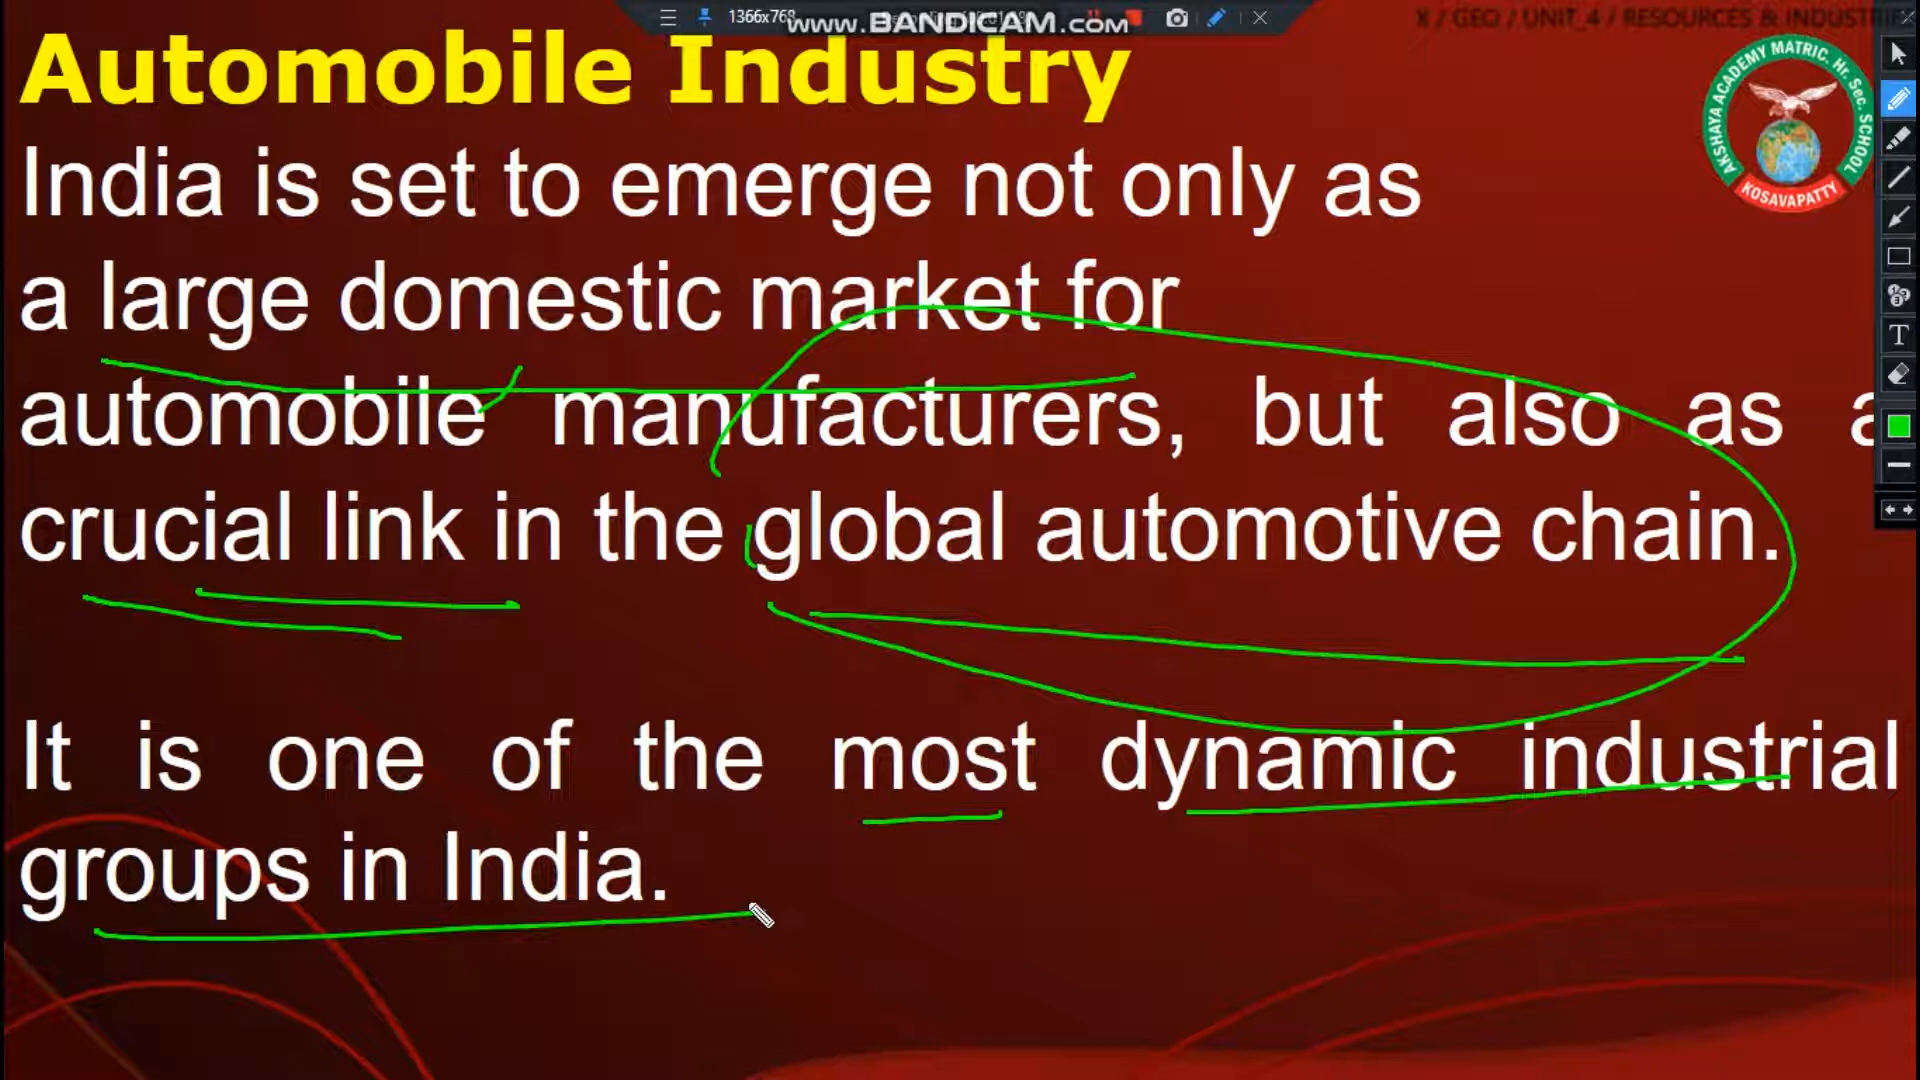 1366x768
www.BANDICAM.com
X / GEO / UNIT_4 / RESOURCES & INDUSTRIES
Automobile Industry
AKSHAYA ACADEMY MATRIC. Hr. Sec. SCHOOL
KOSAVAPATTY
India is set to emerge not only as
a large domestic market for
automobile manufacturers, but also as a
crucial link in the global automotive chain.
It is one of the most dynamic industrial
groups in India.